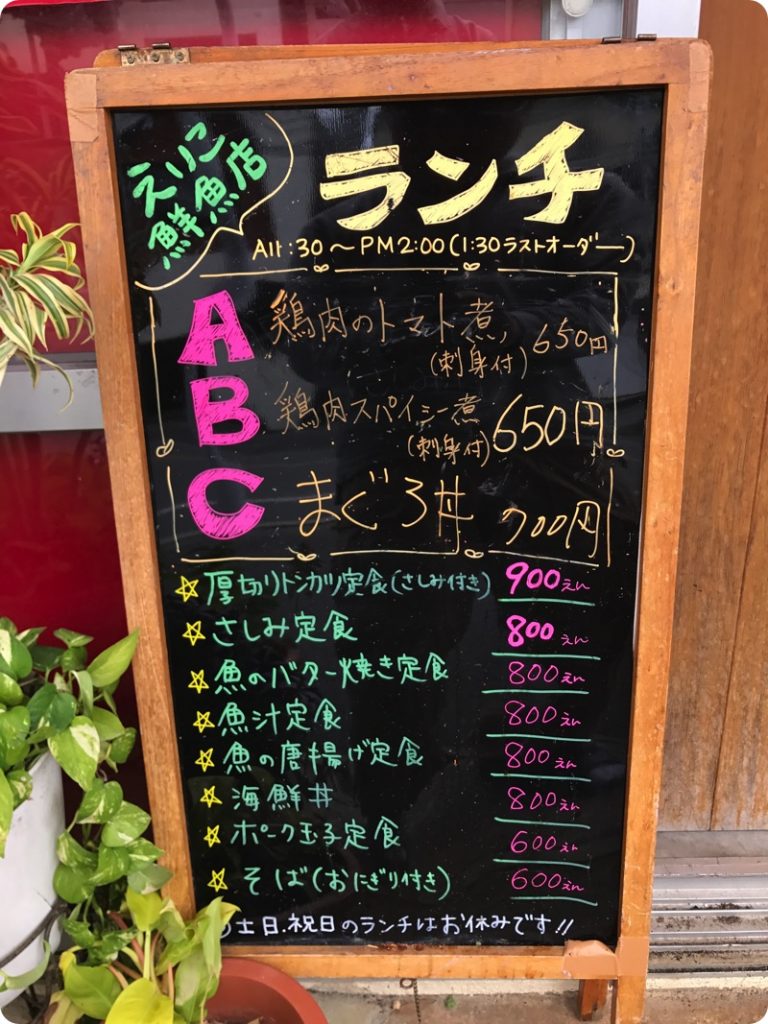 えりこ
鮮魚店
ランチ
AM11:30～PM2:00(1:30ラストオーダー)
A 鶏肉のトマト煮 650円
(刺身付)
B 鶏肉スパイシー煮 650円
(刺身付)
C まぐろ丼 700円
☆厚切りトンカツ定食(さしみ付き) 900えん
☆さしみ定食 800えん
☆魚のバター焼き定食 800えん
☆魚汁定食 800えん
☆魚の唐揚げ定食 800えん
☆海鮮丼 800えん
☆ポーク玉子定食 600えん
☆そば(おにぎり付き) 600えん
土日.祝日のランチはお休みです!!